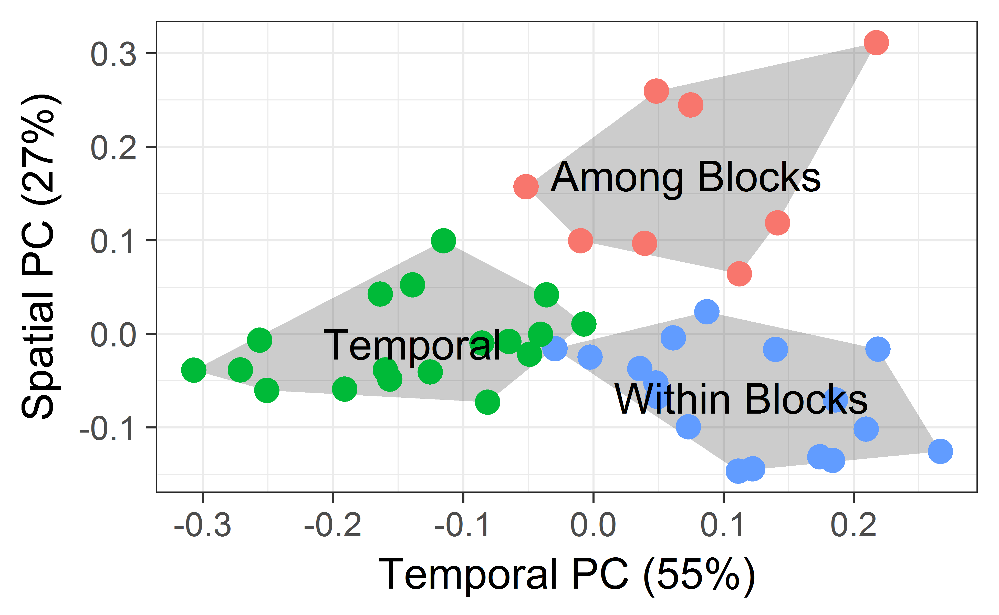 Spatial PC (27%)
0.3
0.2
0.1
0.0
-0.1
Among Blocks
Temporal
Within Blocks
-0.3 -0.2 -0.1 0.0 0.1 0.2
Temporal PC (55%)